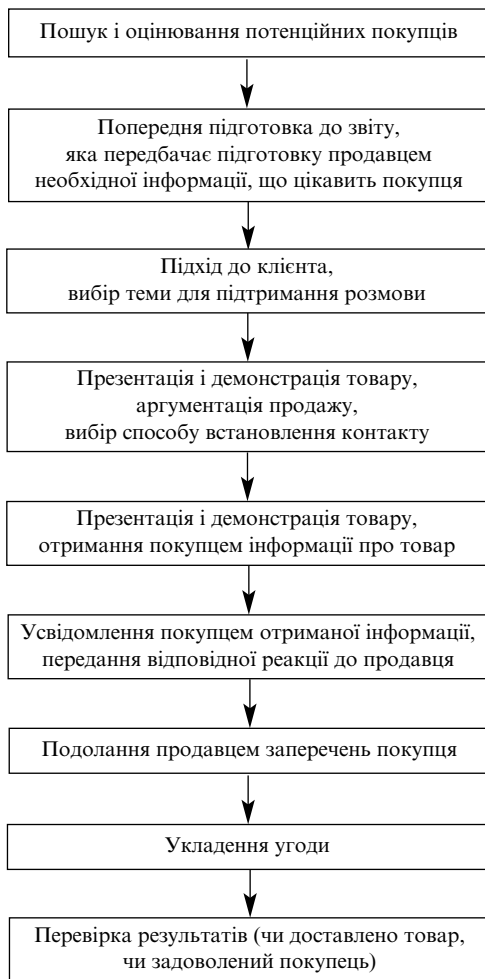 Пошук і оцінювання потенційних покупців
Попередня підготовка до звіту,
яка передбачає підготовку продавцем
необхідної інформації, що цікавить покупця
Підхід до клієнта,
вибір теми для підтримання розмови
Презентація і демонстрація товару,
аргументація продажу,
вибір способу встановлення контакту
Презентація і демонстрація товару,
отримання покупцем інформації про товар
Усвідомлення покупцем отриманої інформації,
передання відповідної реакції до продавця
Подолання продавцем заперечень покупця
Укладення угоди
Перевірка результатів (чи доставлено товар,
чи задоволений покупець)